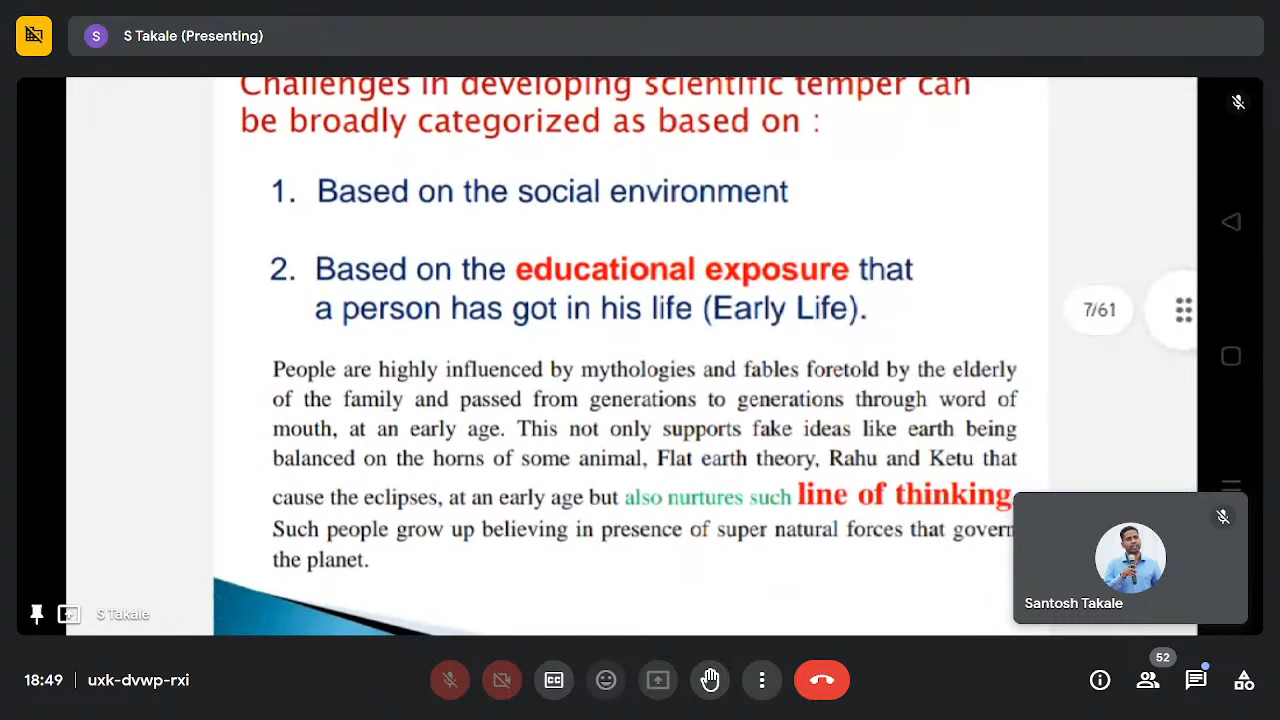 S
S Takale (Presenting)
Challenges in developing scientific temper can
be broadly categorized as based on :
1. Based on the social environment
2. Based on the educational exposure that
a person has got in his life (Early Life).
7/61
People are highly influenced by mythologies and fables foretold by the elderly
of the family and passed from generations to generations through word of
mouth, at an early age. This not only supports fake ideas like earth being
balanced on the horns of some animal, Flat earth theory, Rahu and Ketu that
cause the eclipses, at an early age but also nurtures such line of thinking.
Such people grow up believing in presence of super natural forces that govern
the planet.
Santosh Takale
S Takale
18:49
uxk-dvwp-rxi
CC
52